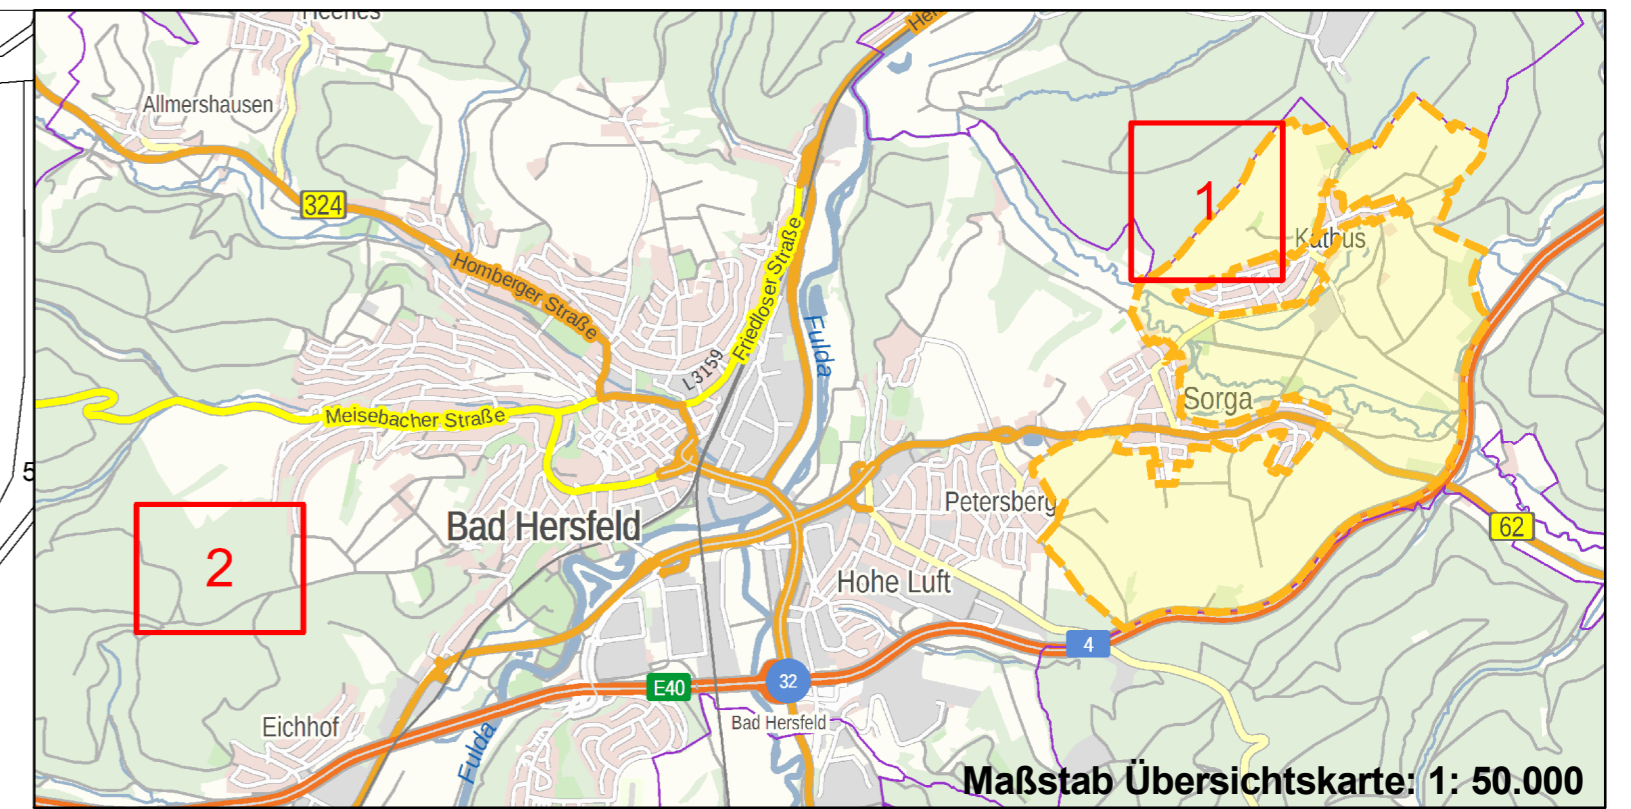 Allmershausen
324
Homberger Straße
Friedloser Straße
L3159
Fulda
1
Kathus
Sorga
Meisebacher Straße
5
Bad Hersfeld
Petersberg
62
2
Hohe Luft
4
E40
32
Bad Hersfeld
Eichhof
Fulda
Maßstab Übersichtskarte: 1: 50.000